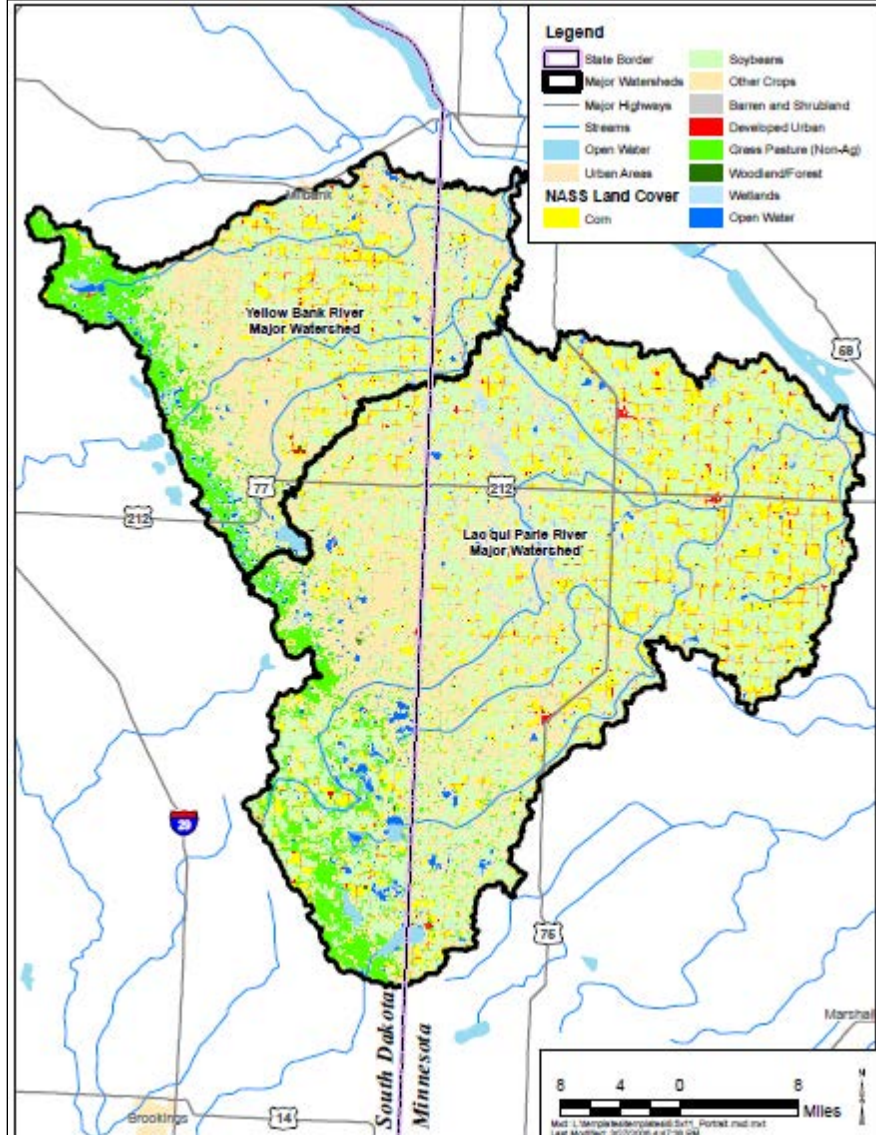 Legend
State Border
Major Watersheds
Major Highways
Streams
Open Water
Urban Areas
NASS Land Cover
Corn
Soybeans
Other Crops
Barren and Shrubland
Developed Urban
Grass Pasture (Non-Ag)
Woodland/Forest
Wetlands
Open Water
Milbank
Yellow Bank River
Major Watershed
59
77
212
212
Lac qui Parle River
Major Watershed
29
75
South Dakota
Minnesota
Marshall
Brookings
14
8 4 0 8
Miles
N